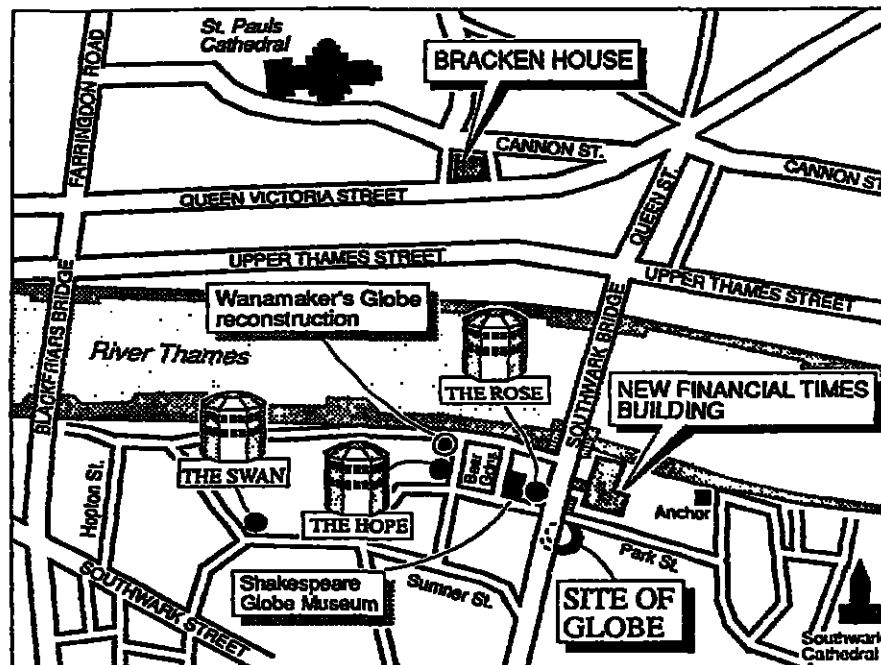 St. Pauls
Cathedral
BRACKEN HOUSE
FARRINGDON ROAD
CANNON ST.
CANNON ST.
QUEEN VICTORIA STREET
QUEEN ST.
UPPER THAMES STREET
UPPER THAMES STREET
Wanamaker's Globe
reconstruction
BLACKFRIARS BRIDGE
River Thames
THE ROSE
SOUTHWARK BRIDGE
NEW FINANCIAL TIMES
BUILDING
THE SWAN
Hopton St.
Bear Gdns.
THE HOPE
Anchor
Park St.
SOUTHWARK STREET
Shakespeare
Globe Museum
Sumner St.
SITE OF
GLOBE
Southwark
Cathedral